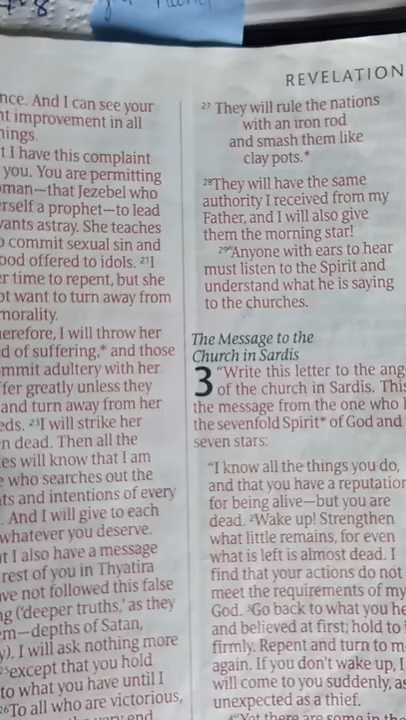 REVELATION
nce. And I can see your
nt improvement in all
ings.
t I have this complaint
you. You are permitting
man—that Jezebel who
rself a prophet—to lead
vants astray. She teaches
o commit sexual sin and
ood offered to idols. ²¹I
er time to repent, but she
ot want to turn away from
morality.
herefore, I will throw her
d of suffering,* and those
ommit adultery with her
ffer greatly unless they
and turn away from her
eds. ²³I will strike her
n dead. Then all the
es will know that I am
e who searches out the
ts and intentions of every
. And I will give to each
whatever you deserve.
t I also have a message
rest of you in Thyatira
ave not followed this false
ng ('deeper truths,' as they
em—depths of Satan,
y). I will ask nothing more
²⁵except that you hold
to what you have until I
²⁶To all who are victorious,
²⁷ They will rule the nations
with an iron rod
and smash them like
clay pots.*
²⁸They will have the same
authority I received from my
Father, and I will also give
them the morning star!
²⁹"Anyone with ears to hear
must listen to the Spirit and
understand what he is saying
to the churches.
The Message to the
Church in Sardis
3 "Write this letter to the ang
of the church in Sardis. This
the message from the one who h
the sevenfold Spirit* of God and
seven stars:
"I know all the things you do,
and that you have a reputation
for being alive—but you are
dead. ²Wake up! Strengthen
what little remains, for even
what is left is almost dead. I
find that your actions do not
meet the requirements of my
God. ³Go back to what you he
and believed at first; hold to i
firmly. Repent and turn to m
again. If you don't wake up, I
will come to you suddenly, as
unexpected as a thief.